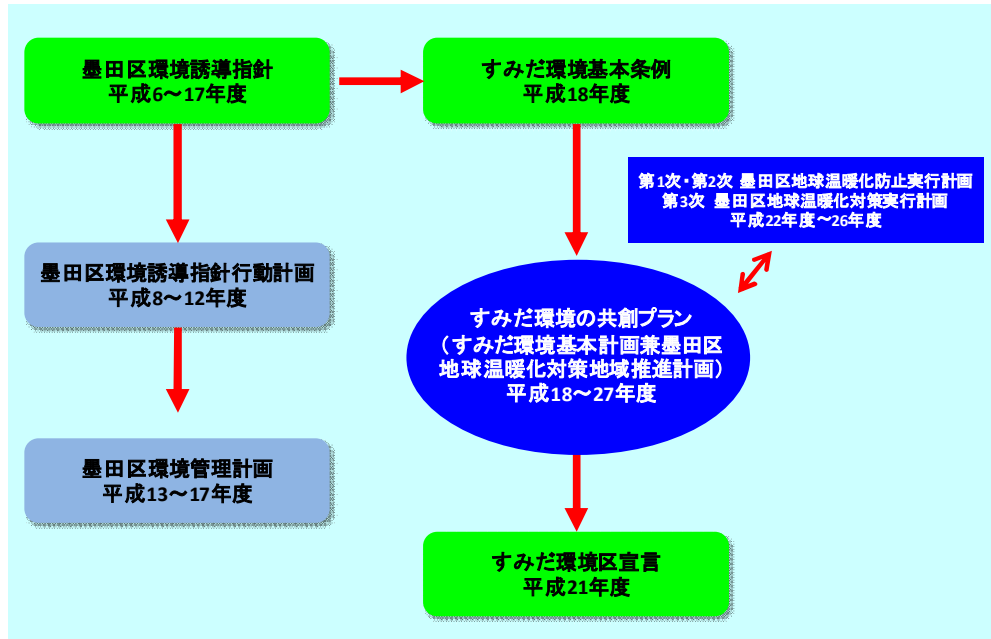 墨田区環境誘導指針
平成6～17年度
すみだ環境基本条例
平成18年度
第1次・第2次 墨田区地球温暖化防止実行計画
第3次 墨田区地球温暖化対策実行計画
平成22年度～26年度
墨田区環境誘導指針行動計画
平成8～12年度
すみだ環境の共創プラン
（すみだ環境基本計画兼墨田区
地球温暖化対策地域推進計画）
平成18～27年度
墨田区環境管理計画
平成13～17年度
すみだ環境区宣言
平成21年度